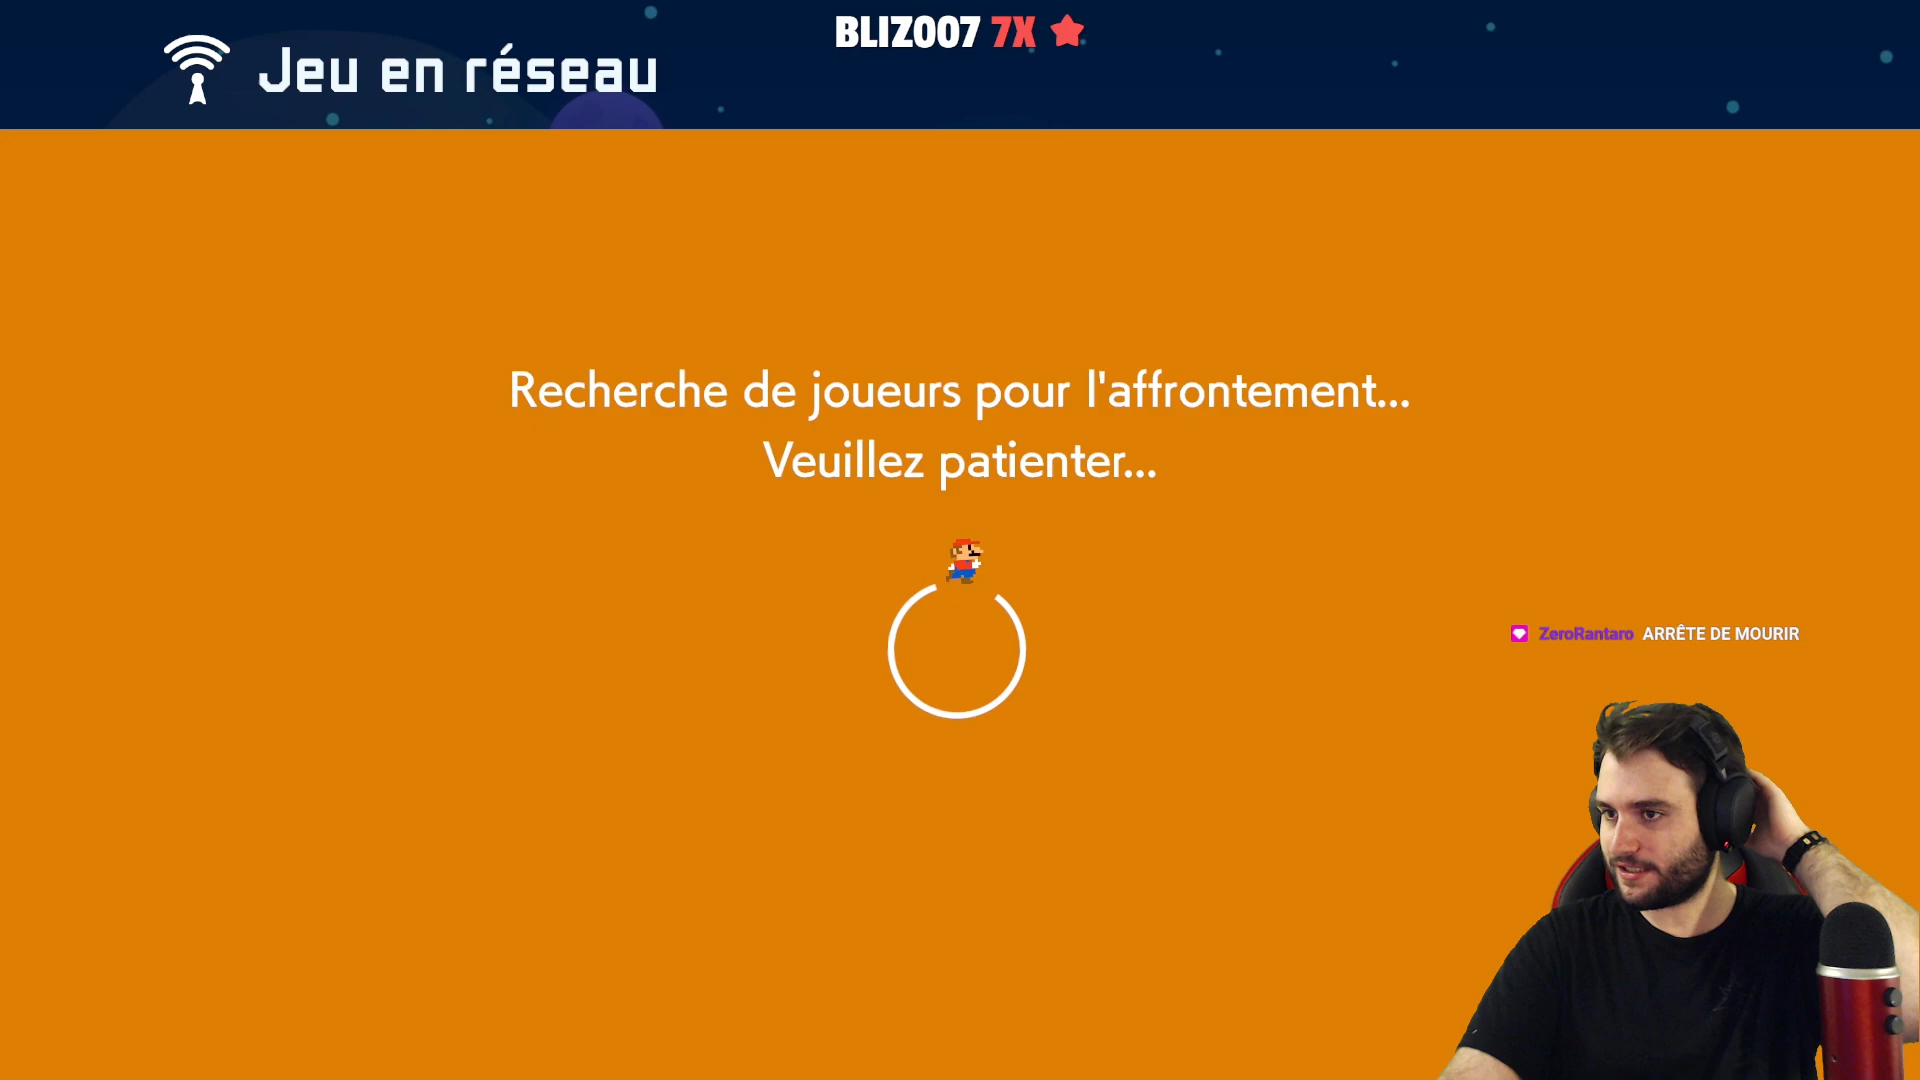 BLIZ007 7X
Jeu en réseau
Recherche de joueurs pour l'affrontement...
Veuillez patienter...
ZeroRantaro ARRÊTE DE MOURIR